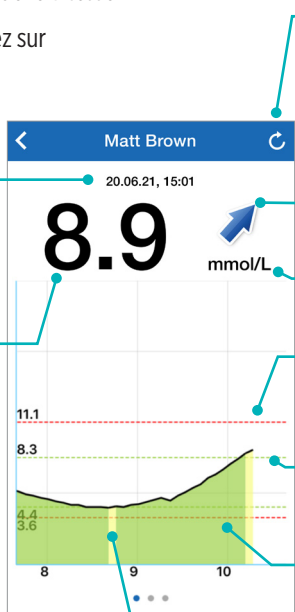 ez sur
Matt Brown
20.06.21, 15:01
8.9
mmol/L
11.1
8.3
4.4
3.6
8 9 10